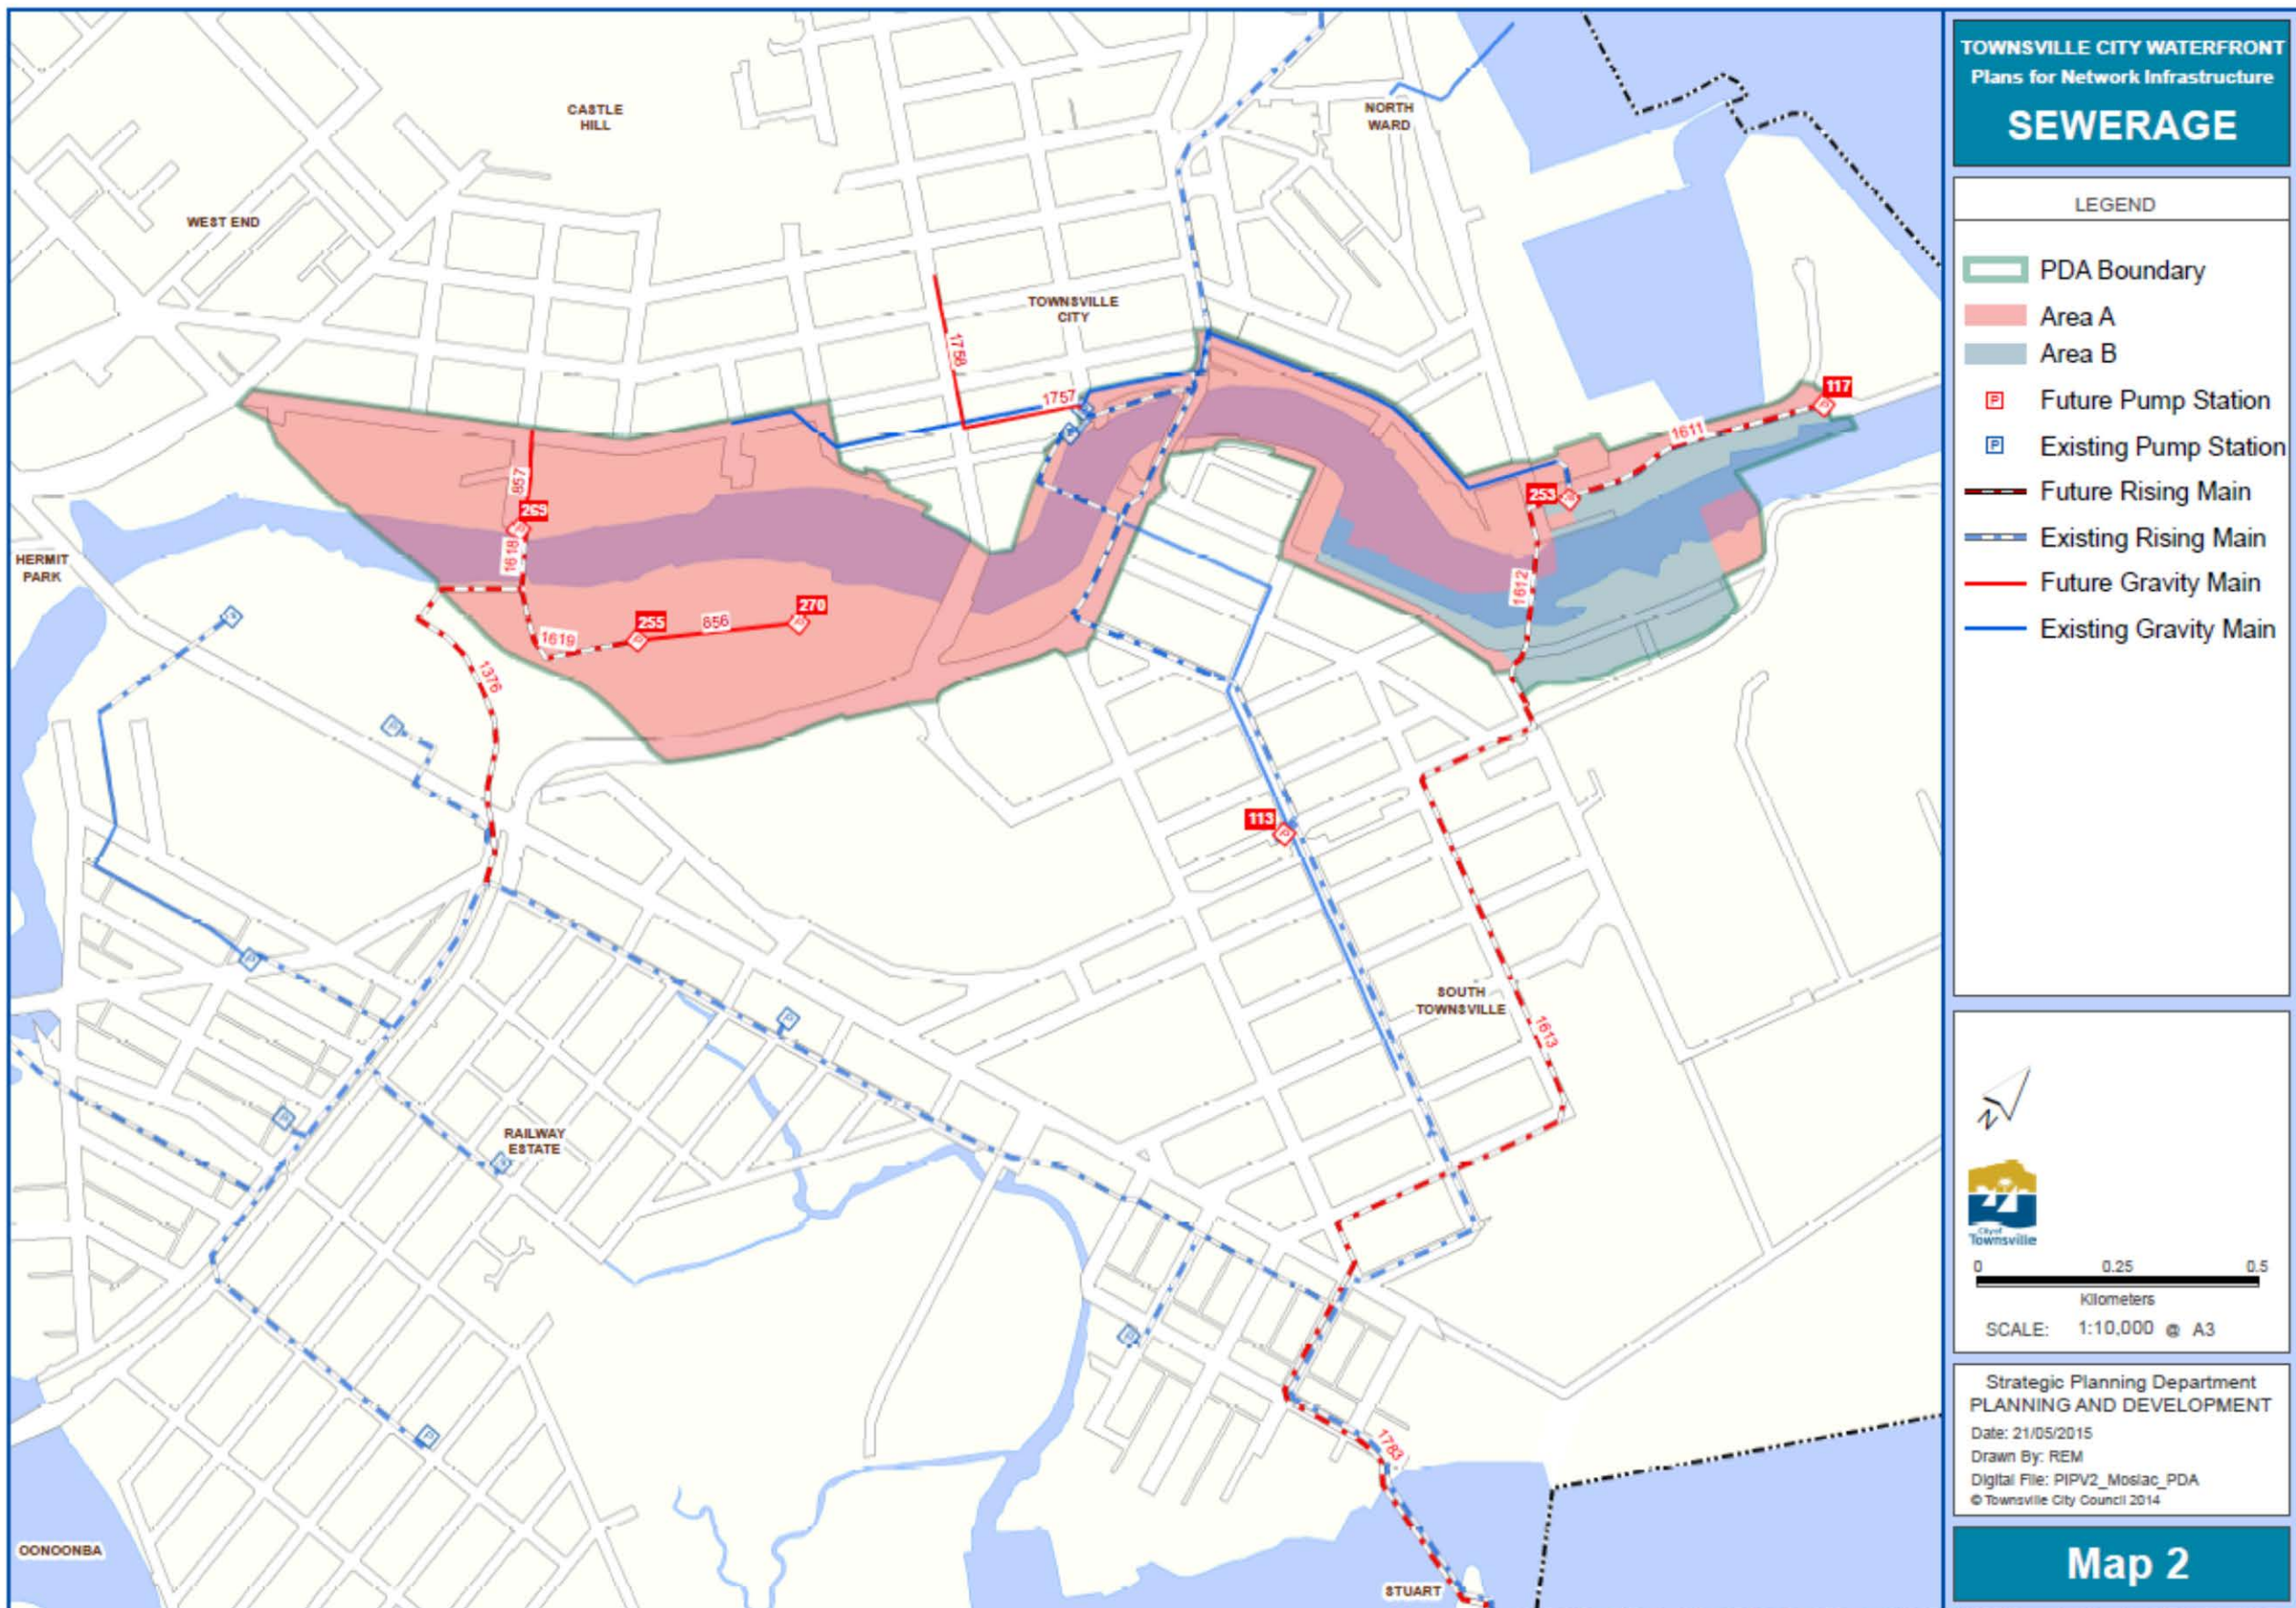 CASTLE
HILL
NORTH
WARD
WEST END
TOWNSVILLE
CITY
1758
1757
117
1611
857
269
253
1618
HERMIT
PARK
1612
270
255
856
1619
1376
113
SOUTH
TOWNSVILLE
1613
RAILWAY
ESTATE
1783
OONOONBA
STUART
TOWNSVILLE CITY WATERFRONT
Plans for Network Infrastructure
SEWERAGE
LEGEND
PDA Boundary
Area A
Area B
P Future Pump Station
P Existing Pump Station
Future Rising Main
Existing Rising Main
Future Gravity Main
Existing Gravity Main
N
City of
Townsville
0 0.25 0.5
Kilometers
SCALE: 1:10,000 @ A3
Strategic Planning Department
PLANNING AND DEVELOPMENT
Date: 21/05/2015
Drawn By: REM
Digital File: PIPV2_Mosiac_PDA
© Townsville City Council 2014
Map 2